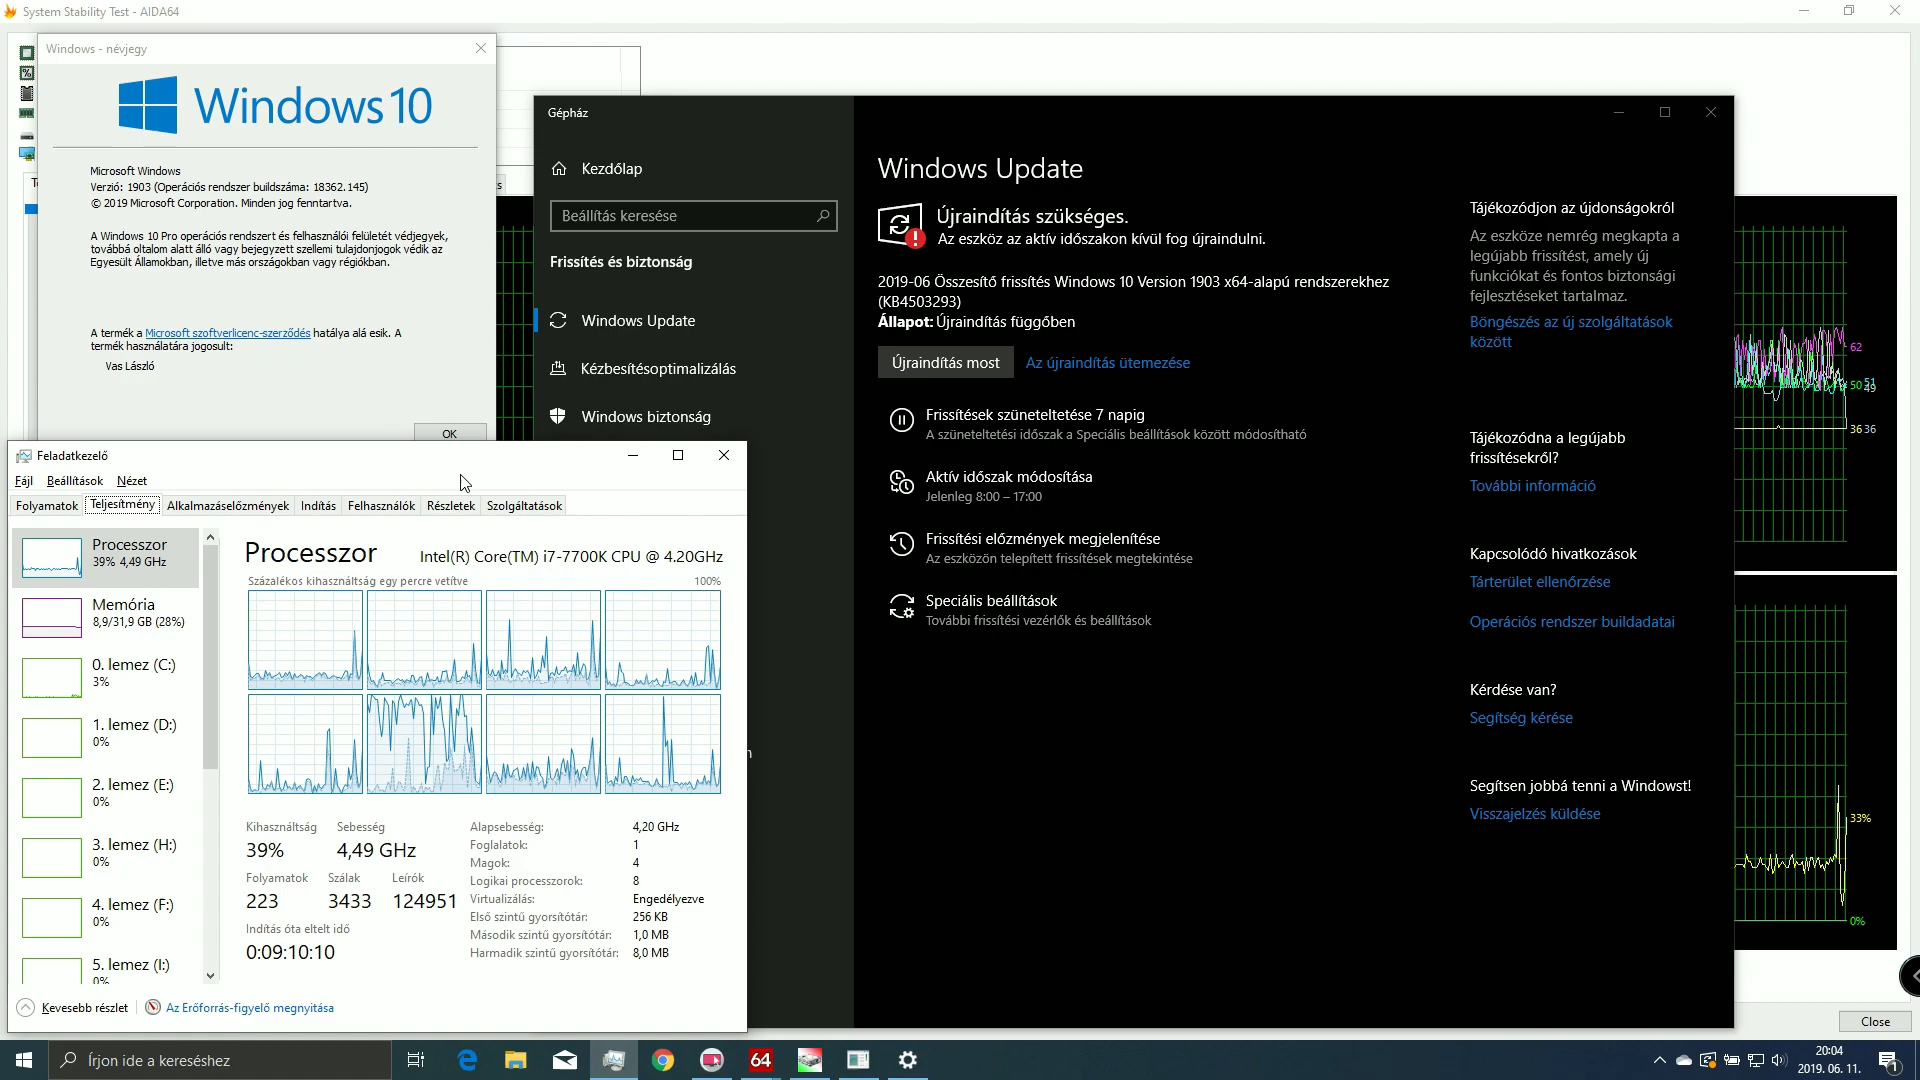 System Stability Test - AIDA64
Windows - névjegy
Windows 10
Microsoft Windows
Verzió: 1903 (Operációs rendszer buildszáma: 18362.145)
© 2019 Microsoft Corporation. Minden jog fenntartva.
A Windows 10 Pro operációs rendszert és felhasználói felületét védjegyek,
továbbá oltalom alatt álló vagy bejegyzett szellemi tulajdonjogok védik az
Egyesült Államokban, illetve más országokban vagy régiókban.
A termék a Microsoft szoftverlicenc-szerződés hatálya alá esik. A
termék használatára jogosult:
Vas László
OK
Gépház
Kezdőlap
Beállítás keresése
Frissítés és biztonság
Windows Update
Kézbesítésoptimalizálás
Windows biztonság
Windows Update
Újraindítás szükséges.
Az eszköz az aktív időszakon kívül fog újraindulni.
2019-06 Összesítő frissítés Windows 10 Version 1903 x64-alapú rendszerekhez
(KB4503293)
Állapot: Újraindítás függőben
Újraindítás most
Az újraindítás ütemezése
Frissítések szüneteltetése 7 napig
A szüneteltetési időszak a Speciális beállítások között módosítható
Aktív időszak módosítása
Jelenleg 8:00 – 17:00
Frissítési előzmények megjelenítése
Az eszközön telepített frissítések megtekintése
Speciális beállítások
További frissítési vezérlők és beállítások
Tájékozódjon az újdonságokról
Az eszköze nemrég megkapta a
legújabb frissítést, amely új
funkciókat és fontos biztonsági
fejlesztéseket tartalmaz.
Böngészés az új szolgáltatások
között
Tájékozódna a legújabb
frissítésekről?
További információ
Kapcsolódó hivatkozások
Tárterület ellenőrzése
Operációs rendszer buildadatai
Kérdése van?
Segítség kérése
Segítsen jobbá tenni a Windowst!
Visszajelzés küldése
62
50
51
49
36 36
33%
0%
Close
Feladatkezelő
Fájl Beállítások Nézet
Folyamatok Teljesítmény Alkalmazáselőzmények Indítás Felhasználók Részletek Szolgáltatások
Processzor
39% 4,49 GHz
Memória
8,9/31,9 GB (28%)
0. lemez (C:)
3%
1. lemez (D:)
0%
2. lemez (E:)
0%
3. lemez (H:)
0%
4. lemez (F:)
0%
5. lemez (I:)
0%
Processzor
Intel(R) Core(TM) i7-7700K CPU @ 4.20GHz
Százalékos kihasználtság egy percre vetítve
100%
Kihasználtság Sebesség
39% 4,49 GHz
Folyamatok Szálak Leírók
223 3433 124951
Indítás óta eltelt idő
0:09:10:10
Alapsebesség: 4,20 GHz
Foglalatok: 1
Magok: 4
Logikai processzorok: 8
Virtualizálás: Engedélyezve
Első szintű gyorsítótár: 256 KB
Második szintű gyorsítótár: 1,0 MB
Harmadik szintű gyorsítótár: 8,0 MB
Kevesebb részlet
Az Erőforrás-figyelő megnyitása
Írjon ide a kereséshez
64
20:04
2019. 06. 11.
1